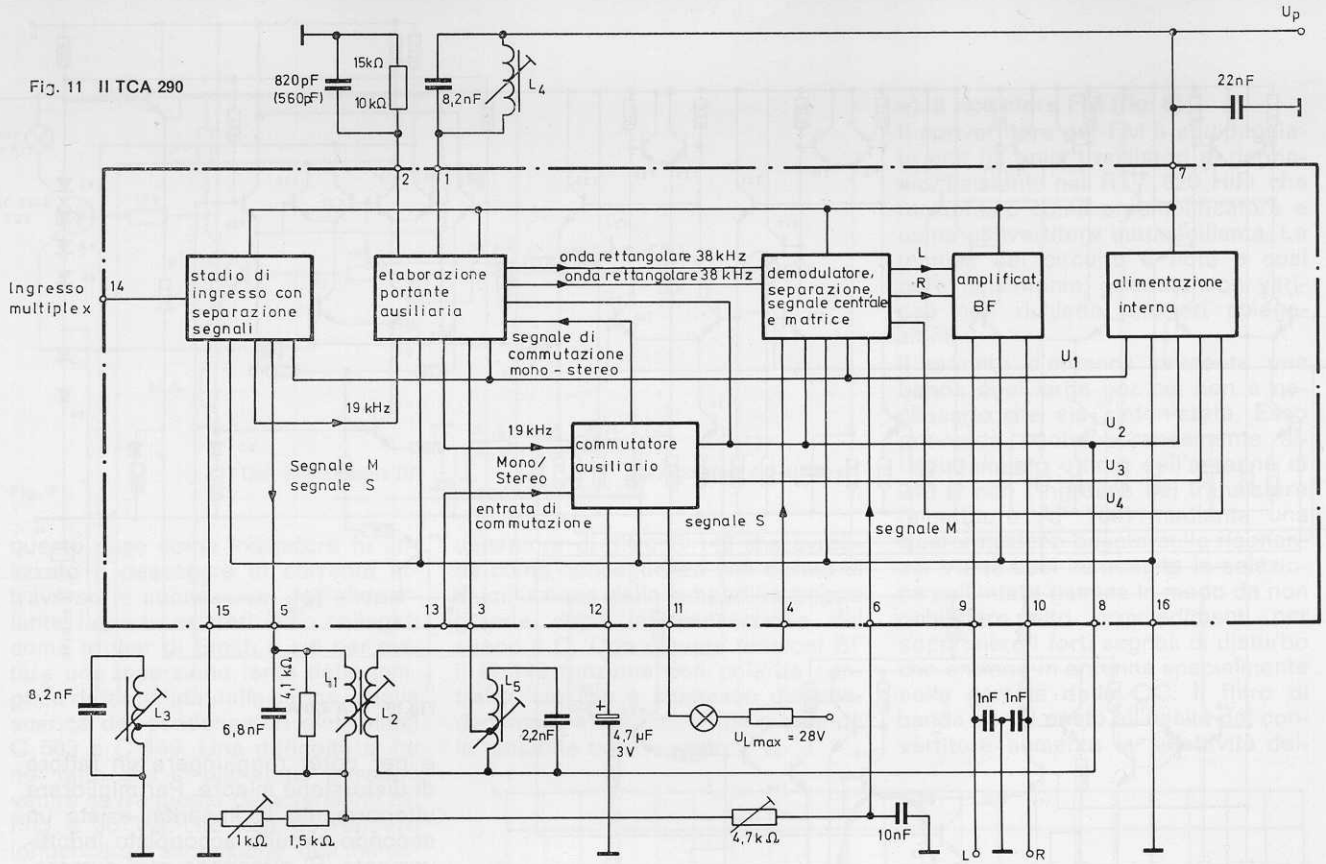 Fig. 11 Il TCA 290
820pF
(560pF)
15kΩ
10kΩ
8,2nF
L4
Up
22nF
2
1
7
Ingresso
multiplex
14
stadio di
ingresso con
separazione
segnali
elaborazione
portante
ausiliaria
onda rettangolare 38 kHz
onda rettangolare 38 kHz
segnale di
commutazione
mono - stereo
demodulatore,
separazione
segnale centrale
e matrice
L
R
amplificat.
BF
alimentazione
interna
U1
U2
U3
U4
19 kHz
19 kHz
Mono/
Stereo
entrata di
commutazione
commutatore
ausiliario
Segnale M
segnale S
segnale S
segnale M
15
5
13
3
12
11
4
6
9
10
8
16
8,2nF
L3
6,8nF
4,7 kΩ
L1
L2
L5
2,2nF
4,7µF
3V
UL max = 28V
1nF
1nF
1kΩ
1,5 kΩ
4,7kΩ
10nF
L
R